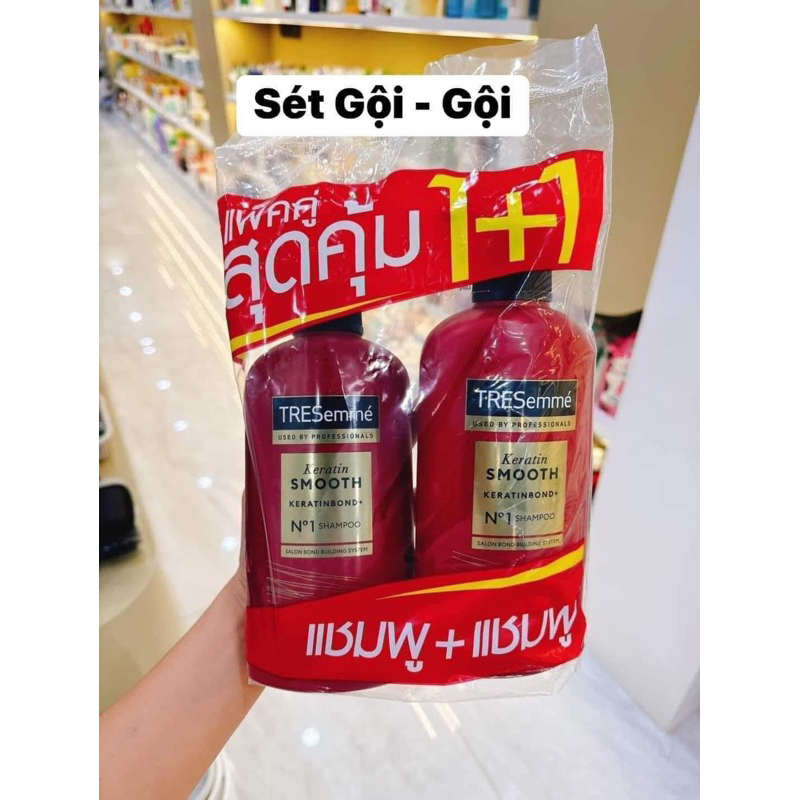 Sét Gội - Gội
แพ็คคู่
สุดคุ้ม 1+1
TRESemmé
USED BY PROFESSIONALS
Keratin
SMOOTH
KERATINBOND+
Nº1 SHAMPOO
SALON BOND BUILDING SYSTEM
TRESemmé
USED BY PROFESSIONALS
Keratin
SMOOTH
KERATINBOND+
Nº1 SHAMPOO
SALON BOND BUILDING SYSTEM
แชมพู + แชมพู